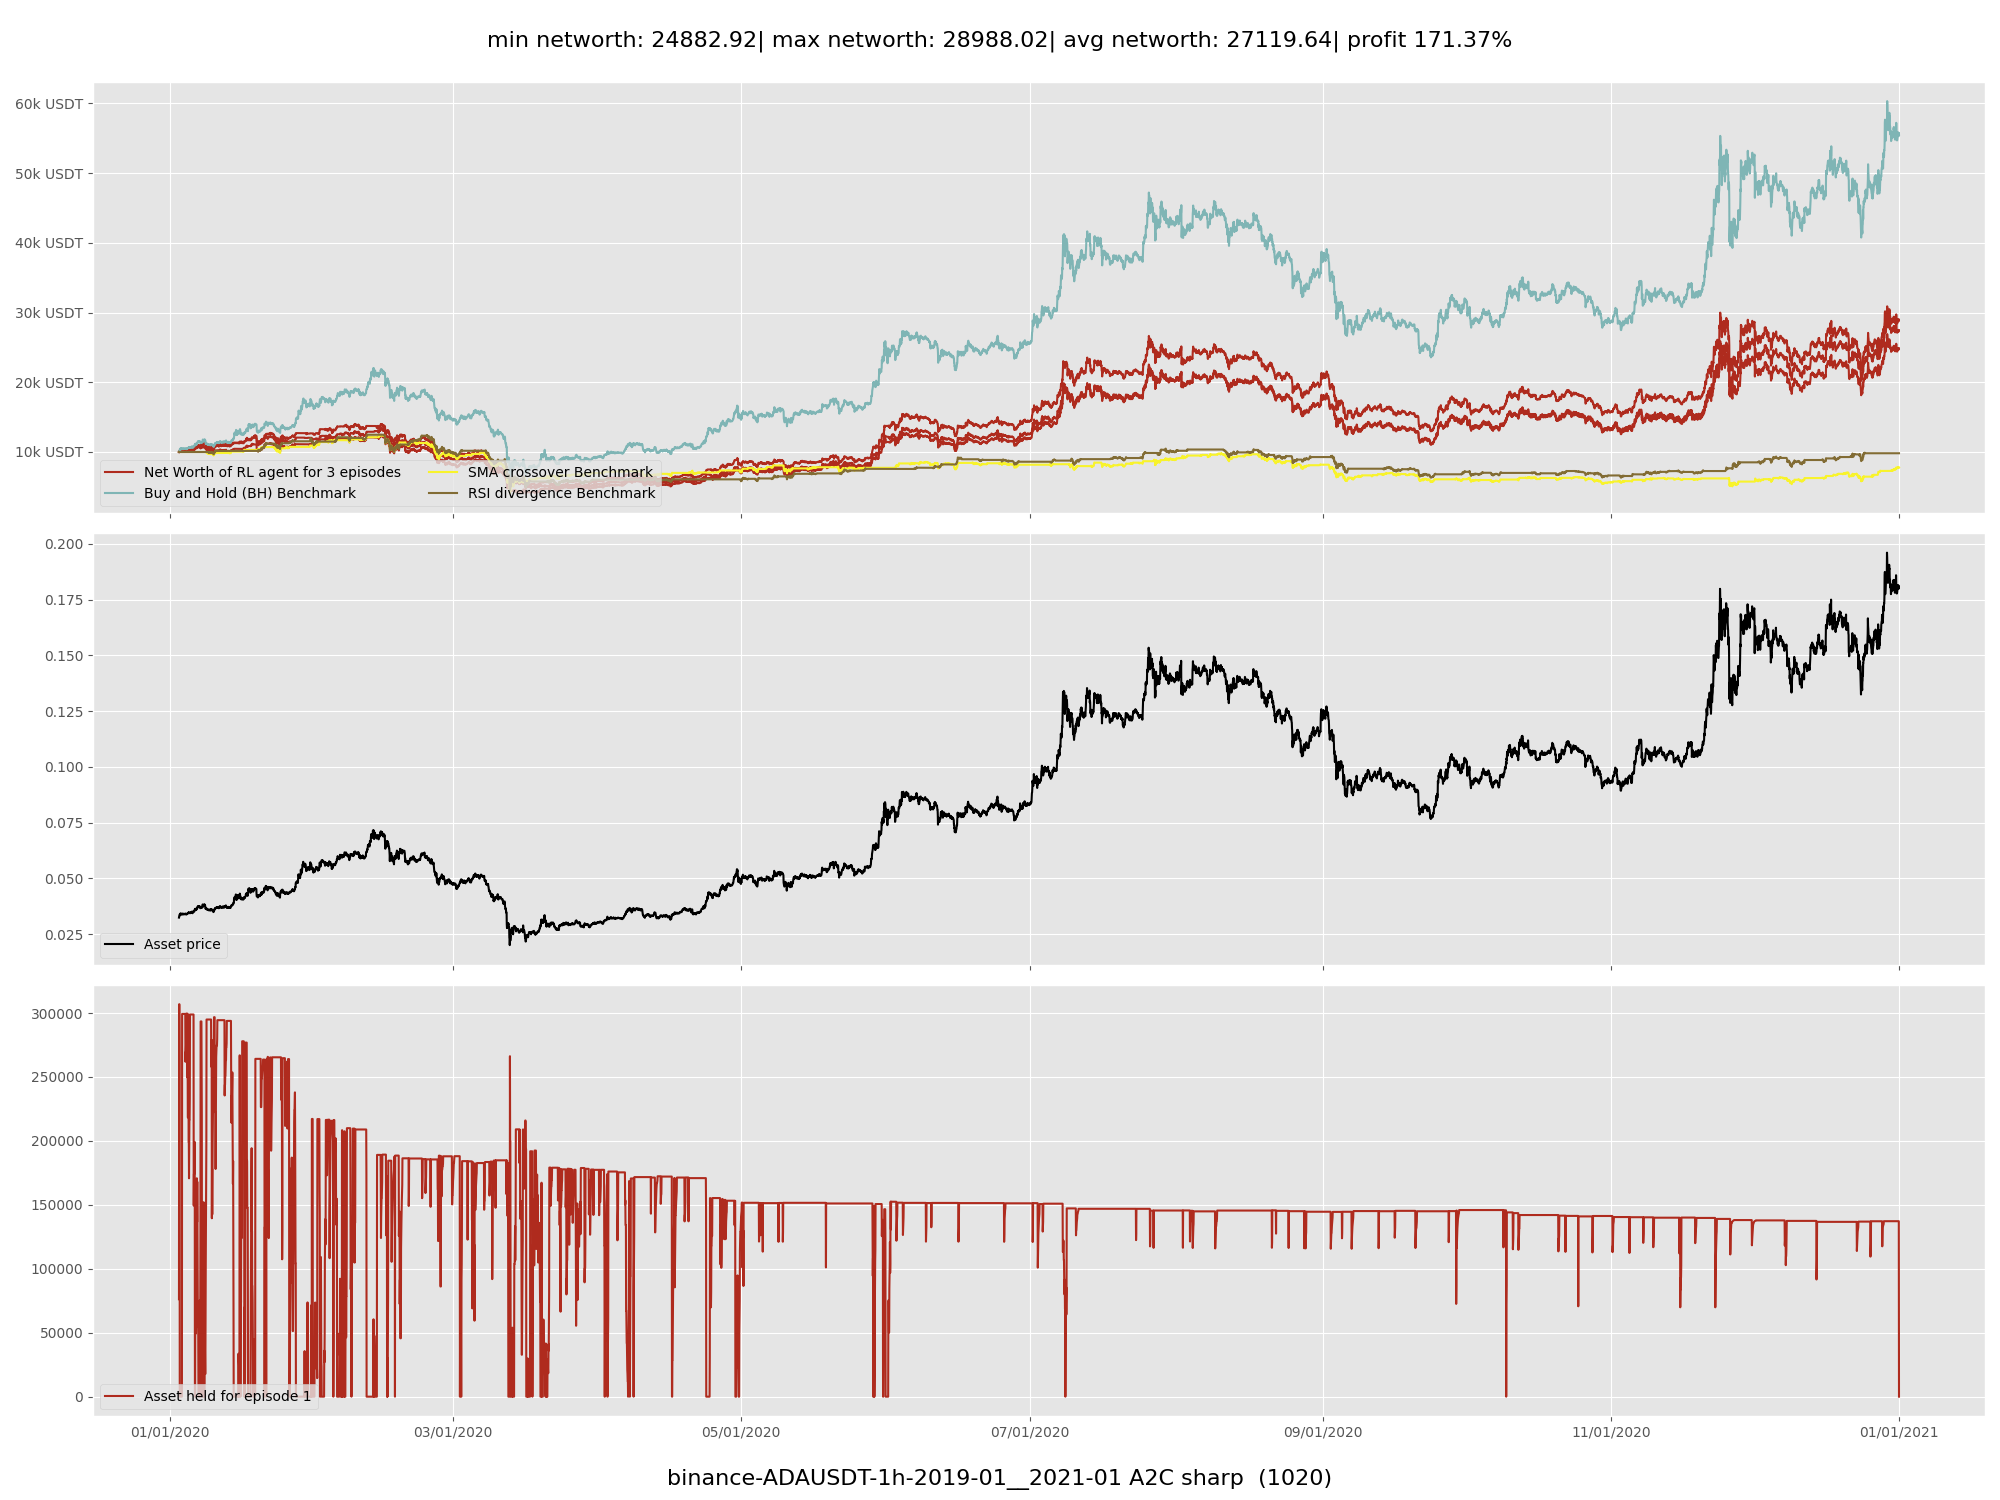 min networth: 24882.92| max networth: 28988.02| avg networth: 27119.64| profit 171.37%
60k USDT
50k USDT
40k USDT
30k USDT
20k USDT
10k USDT
Net Worth of RL agent for 3 episodes
Buy and Hold (BH) Benchmark
SMA crossover Benchmark
RSI divergence Benchmark
0.200
0.175
0.150
0.125
0.100
0.075
0.050
0.025
Asset price
300000
250000
200000
150000
100000
50000
0
Asset held for episode 1
01/01/2020 03/01/2020 05/01/2020 07/01/2020 09/01/2020 11/01/2020 01/01/2021
binance-ADAUSDT-1h-2019-01__2021-01 A2C sharp (1020)